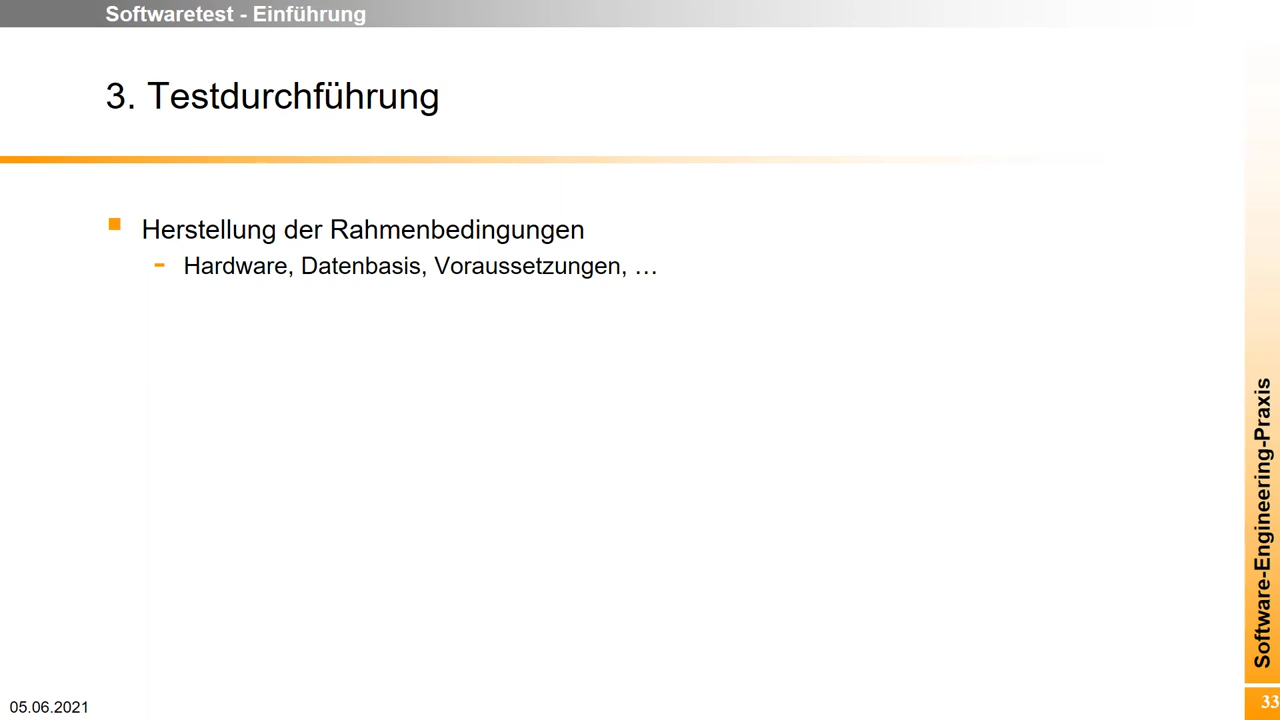 Softwaretest - Einführung
3. Testdurchführung
Herstellung der Rahmenbedingungen
- Hardware, Datenbasis, Voraussetzungen, …
Software-Engineering-Praxis
05.06.2021
33